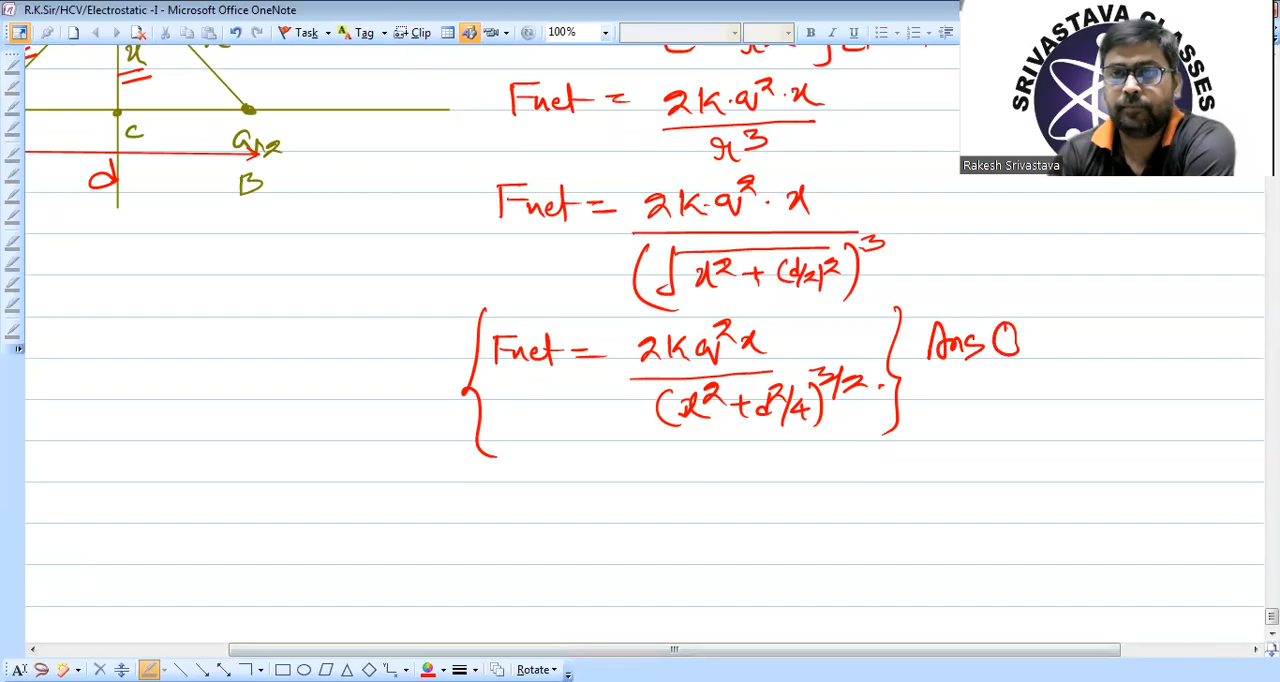 R.K.Sir/HCV/Electrostatic -I - Microsoft Office OneNote
Task Tag Clip 100% B I U
SRIVASTAVA CLASSES
Rakesh Srivastava
x
c
B
d
Fnet = 2K·q²·x / r³
Fnet = 2K·q²·x / (√x²+(d/2)²)³
{ Fnet = 2Kq²x / (x²+d²/4)^3/2 . } Ans
Rotate